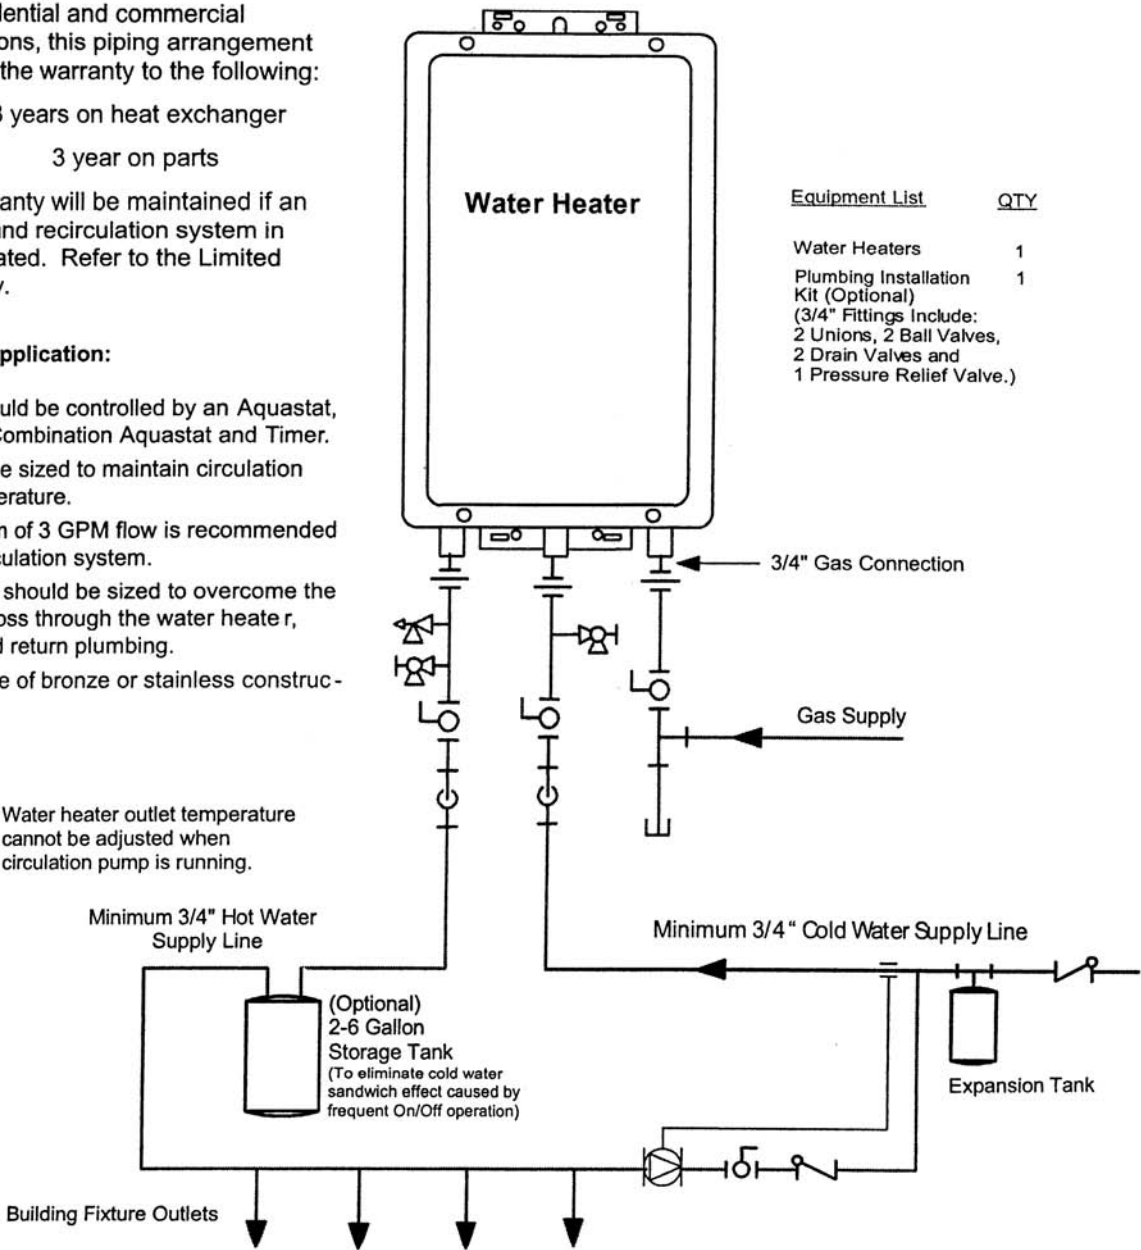 dential and commercial
ons, this piping arrangement
the warranty to the following:
years on heat exchanger
3 year on parts
anty will be maintained if an
nd recirculation system in
ated. Refer to the Limited
y.
pplication:
uld be controlled by an Aquastat,
Combination Aquastat and Timer.
e sized to maintain circulation
erature.
m of 3 GPM flow is recommended
culation system.
should be sized to overcome the
oss through the water heate r,
d return plumbing.
e of bronze or stainless construc-
Water heater outlet temperature
cannot be adjusted when
circulation pump is running.
Water Heater
Equipment List QTY
Water Heaters 1
Plumbing Installation 1
Kit (Optional)
(3/4" Fittings Include:
2 Unions, 2 Ball Valves,
2 Drain Valves and
1 Pressure Relief Valve.)
3/4" Gas Connection
Gas Supply
Minimum 3/4" Hot Water
Supply Line
Minimum 3/4" Cold Water Supply Line
(Optional)
2-6 Gallon
Storage Tank
(To eliminate cold water
sandwich effect caused by
frequent On/Off operation)
Expansion Tank
Building Fixture Outlets